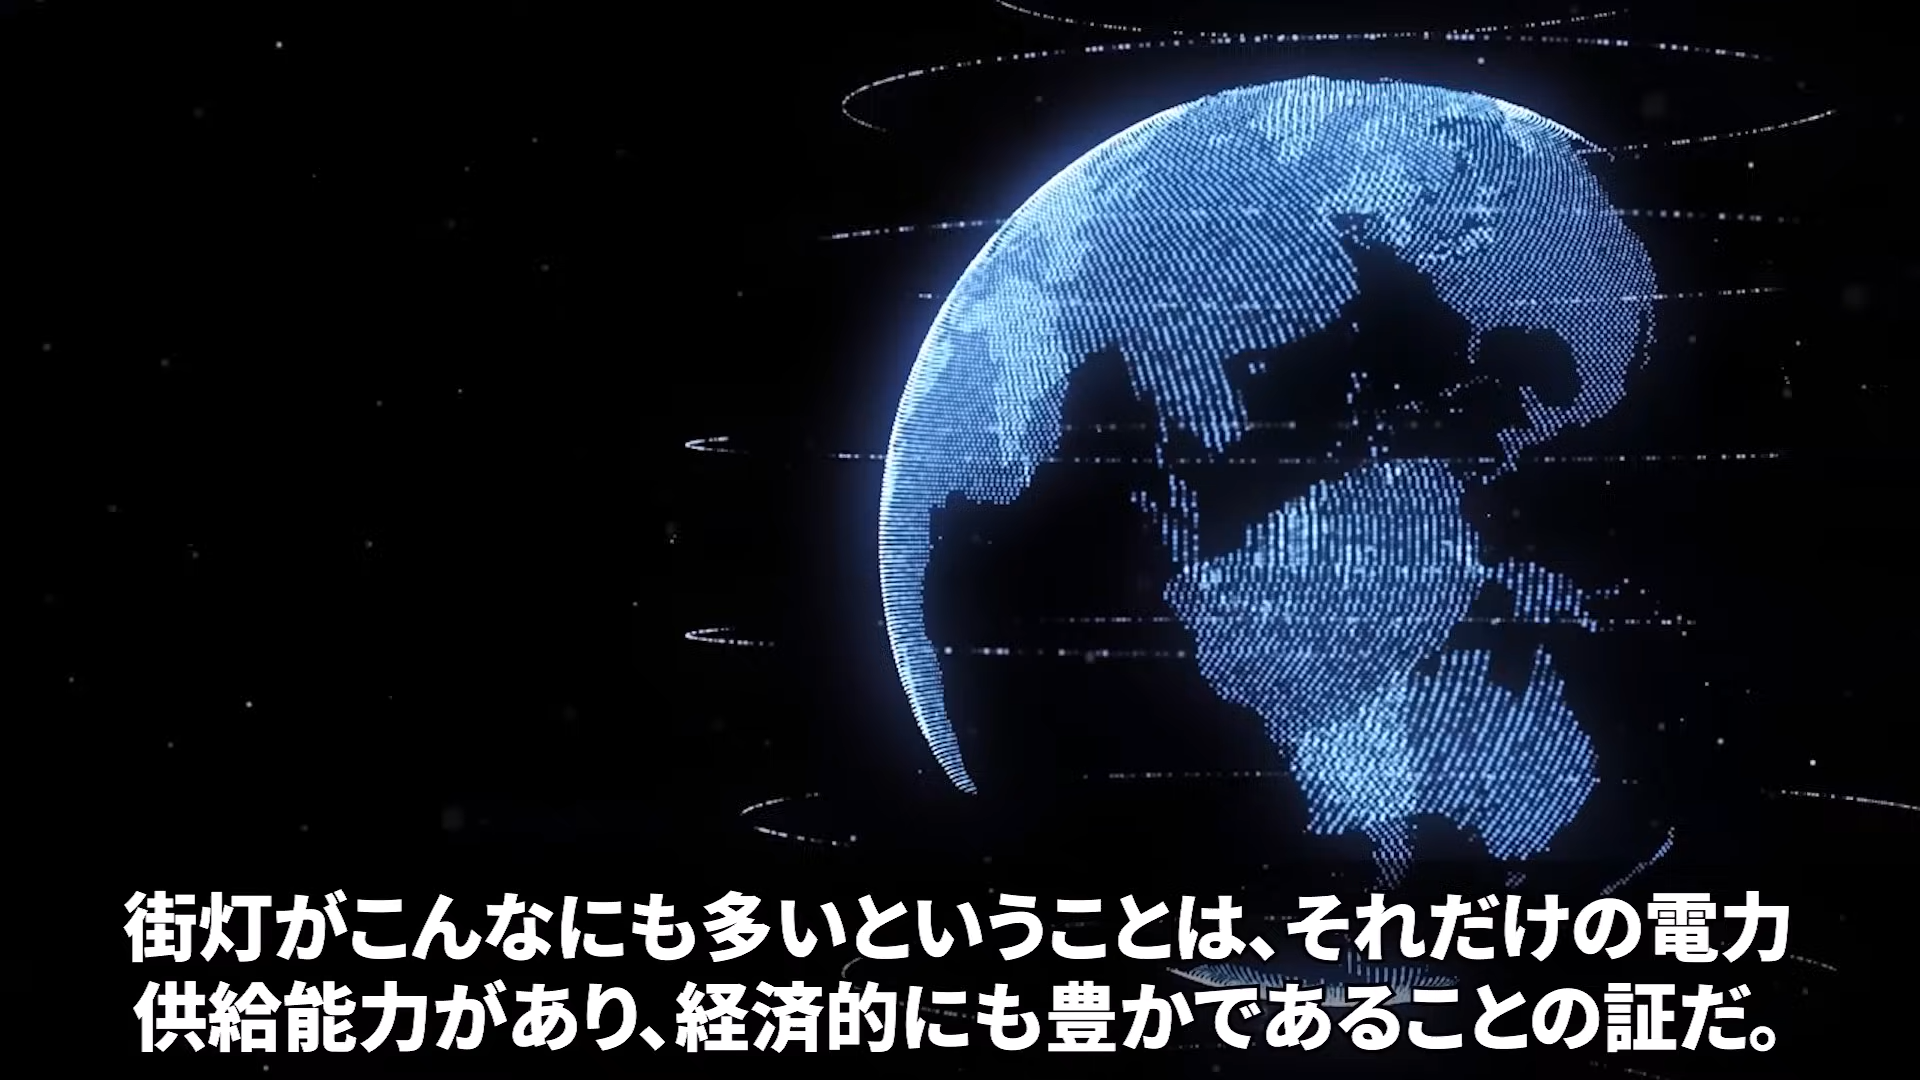 街灯がこんなにも多いということは、それだけの電力
供給能力があり、経済的にも豊かであることの証だ。